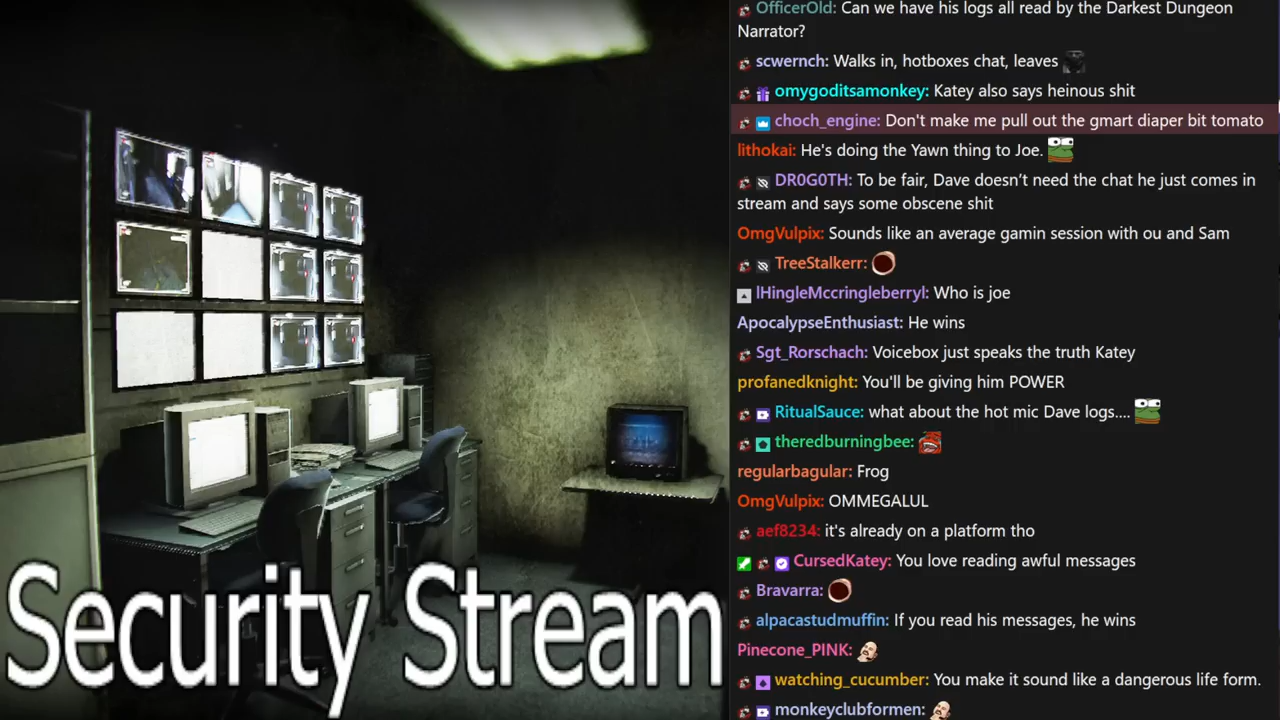 Security Stream
OfficerOld: Can we have his logs all read by the Darkest Dungeon
Narrator?
scwernch: Walks in, hotboxes chat, leaves
omygoditsamonkey: Katey also says heinous shit
choch_engine: Don't make me pull out the gmart diaper bit tomato
lithokai: He's doing the Yawn thing to Joe.
DR0G0TH: To be fair, Dave doesn’t need the chat he just comes in
stream and says some obscene shit
OmgVulpix: Sounds like an average gamin session with ou and Sam
TreeStalkerr:
lHingleMccringleberryl: Who is joe
ApocalypseEnthusiast: He wins
Sgt_Rorschach: Voicebox just speaks the truth Katey
profanedknight: You'll be giving him POWER
RitualSauce: what about the hot mic Dave logs....
theredburningbee:
regularbagular: Frog
OmgVulpix: OMMEGALUL
aef8234: it's already on a platform tho
CursedKatey: You love reading awful messages
Bravarra:
alpacastudmuffin: If you read his messages, he wins
Pinecone_PINK:
watching_cucumber: You make it sound like a dangerous life form.
monkeyclubformen: